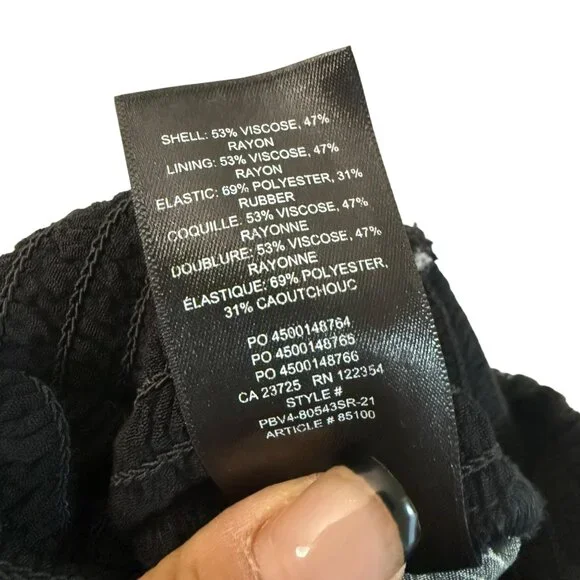 SHELL: 53% VISCOSE, 47%
RAYON
LINING: 53% VISCOSE, 47%
RAYON
ELASTIC: 69% POLYESTER, 31%
RUBBER
COQUILLE: 53% VISCOSE, 47%
RAYONNE
DOUBLURE: 53% VISCOSE, 47%
RAYONNE
ÉLASTIQUE: 69% POLYESTER,
31% CAOUTCHOUC
PO 4500148764
PO 4500148765
PO 4500148766
CA 23725 RN 122354
STYLE #
PBV4-80543SR-21
ARTICLE # 85100